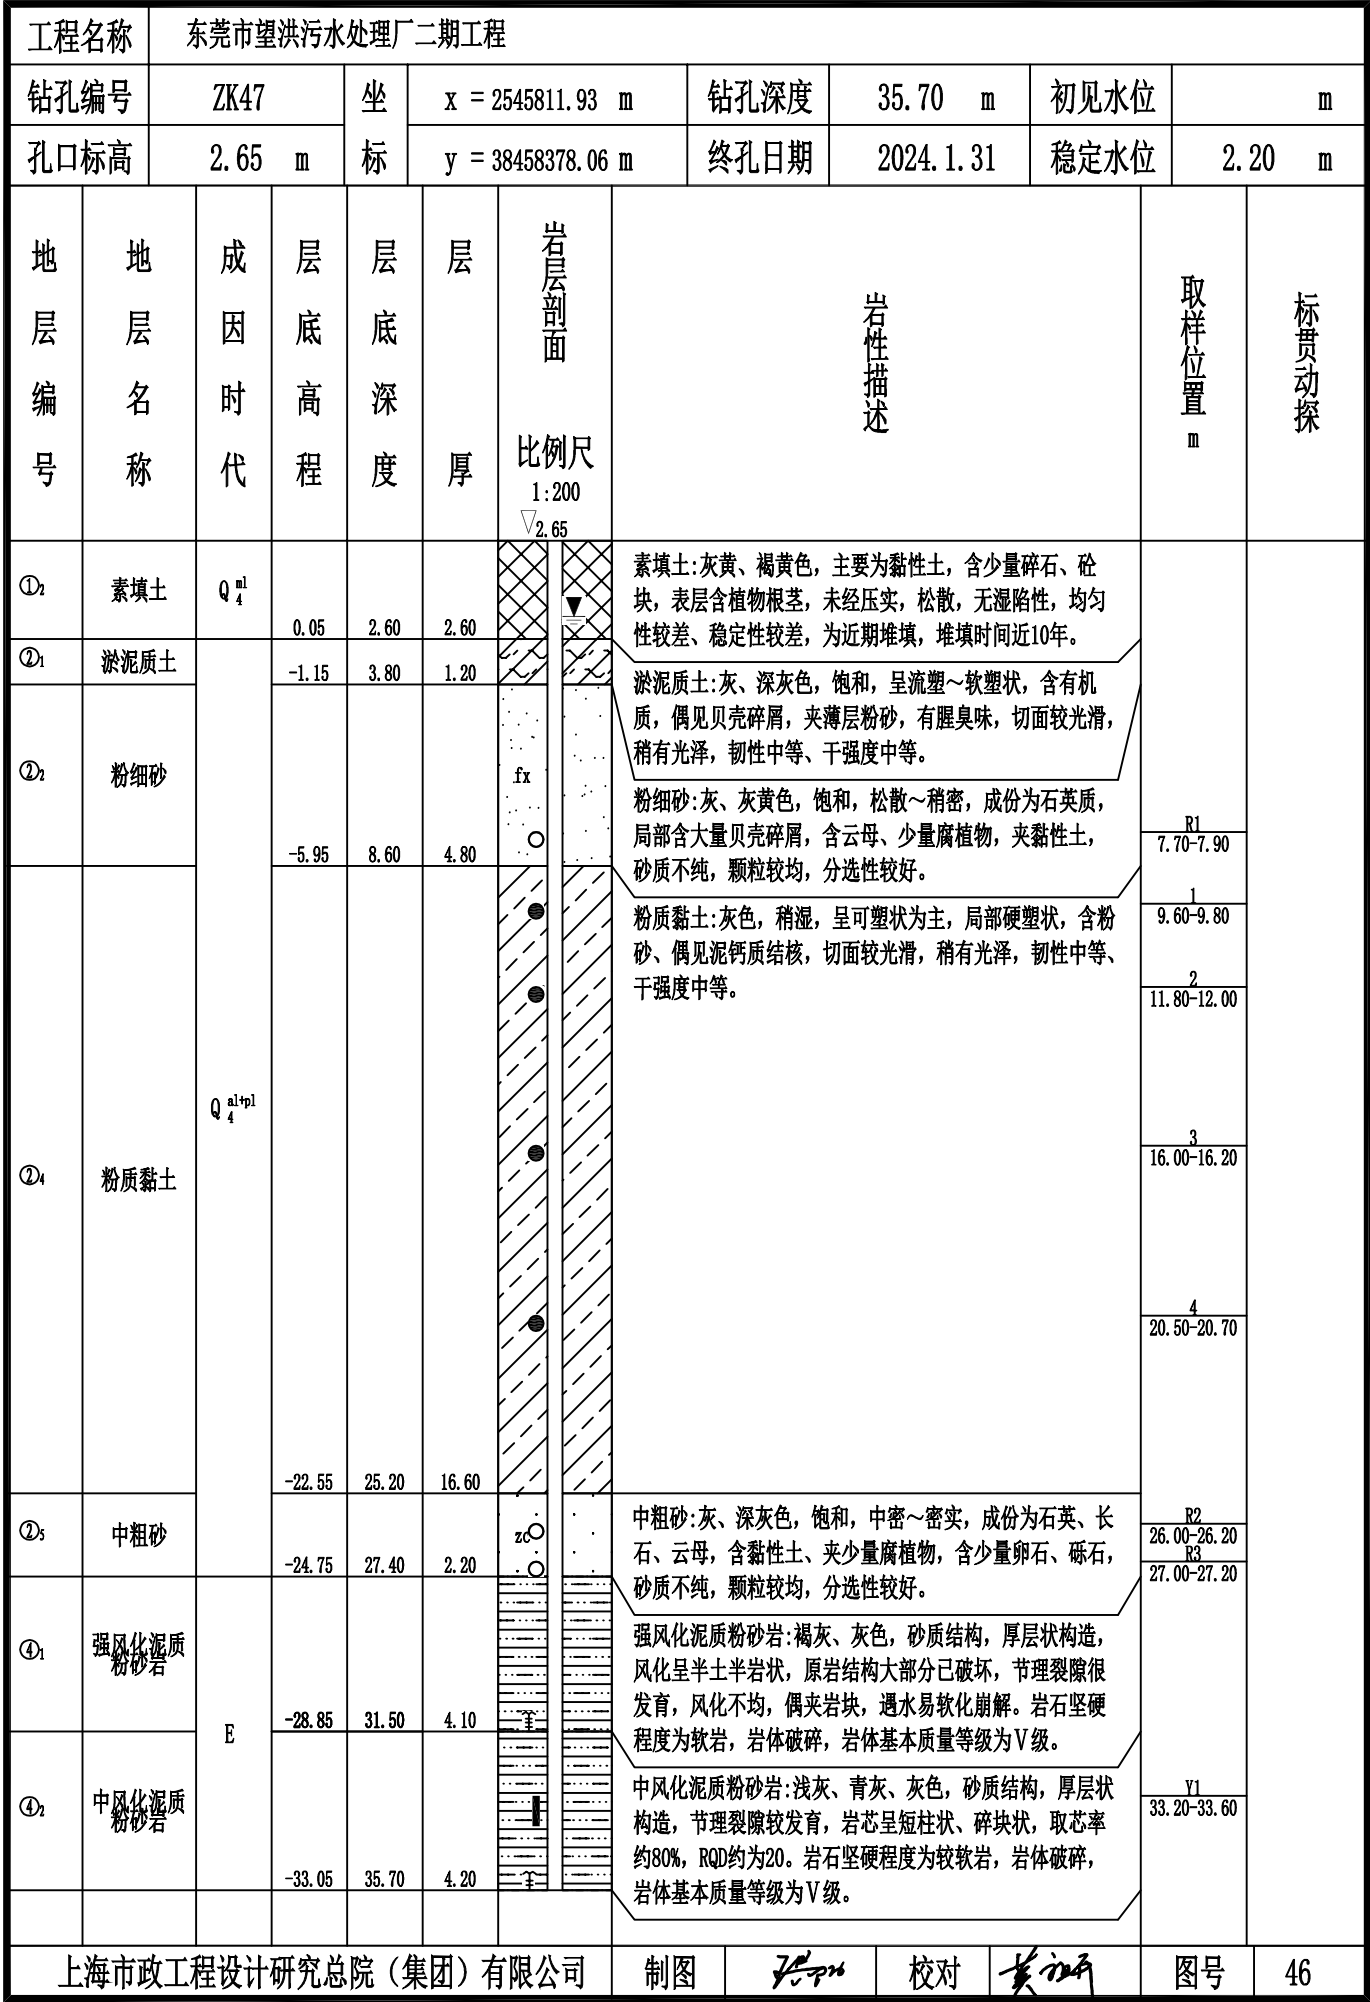 工程名称 东莞市望洪污水处理厂二期工程
钻孔编号 ZK47 坐标 x =2545811.93 m 钻孔深度 35.70 m 初见水位 m
孔口标高 2.65 m y =38458378.06 m 终孔日期 2024.1.31 稳定水位 2.20 m
地层编号 地层名称 成因时代 层底高程 层底深度 层厚 岩层剖面 岩性描述 取样位置 m 标贯动探
比例尺
1:200
▽2.65
①2 素填土 Q4ml 0.05 2.60 2.60
素填土:灰黄、褐黄色，主要为黏性土，含少量碎石、砼
块，表层含植物根茎，未经压实，松散，无湿陷性，均匀
性较差、稳定性较差，为近期堆填，堆填时间近10年。
②1 淤泥质土 -1.15 3.80 1.20
淤泥质土:灰、深灰色，饱和，呈流塑～软塑状，含有机
质，偶见贝壳碎屑，夹薄层粉砂，有腥臭味，切面较光滑，
稍有光泽，韧性中等、干强度中等。
②2 粉细砂 -5.95 8.60 4.80
fx
粉细砂:灰、灰黄色，饱和，松散～稍密，成份为石英质，
局部含大量贝壳碎屑，含云母、少量腐植物，夹黏性土，
砂质不纯，颗粒较均，分选性较好。
R1
7.70-7.90
②4 粉质黏土 Q4al+pl -22.55 25.20 16.60
粉质黏土:灰色，稍湿，呈可塑状为主，局部硬塑状，含粉
砂、偶见泥钙质结核，切面较光滑，稍有光泽，韧性中等、
干强度中等。
1
9.60-9.80
2
11.80-12.00
3
16.00-16.20
4
20.50-20.70
②5 中粗砂 -24.75 27.40 2.20
zc
中粗砂:灰、深灰色，饱和，中密～密实，成份为石英、长
石、云母，含黏性土、夹少量腐植物，含少量卵石、砾石，
砂质不纯，颗粒较均，分选性较好。
R2
26.00-26.20
R3
27.00-27.20
④1 强风化泥质
粉砂岩
E
-28.85 31.50 4.10
强风化泥质粉砂岩:褐灰、灰色，砂质结构，厚层状构造，
风化呈半土半岩状，原岩结构大部分已破坏，节理裂隙很
发育，风化不均，偶夹岩块，遇水易软化崩解。岩石坚硬
程度为软岩，岩体破碎，岩体基本质量等级为Ⅴ级。
④2 中风化泥质
粉砂岩
-33.05 35.70 4.20
中风化泥质粉砂岩:浅灰、青灰、灰色，砂质结构，厚层状
构造，节理裂隙较发育，岩芯呈短柱状、碎块状，取芯率
约80%，RQD约为20。岩石坚硬程度为较软岩，岩体破碎，
岩体基本质量等级为Ⅴ级。
Y1
33.20-33.60
上海市政工程设计研究总院（集团）有限公司 制图 校对 图号 46